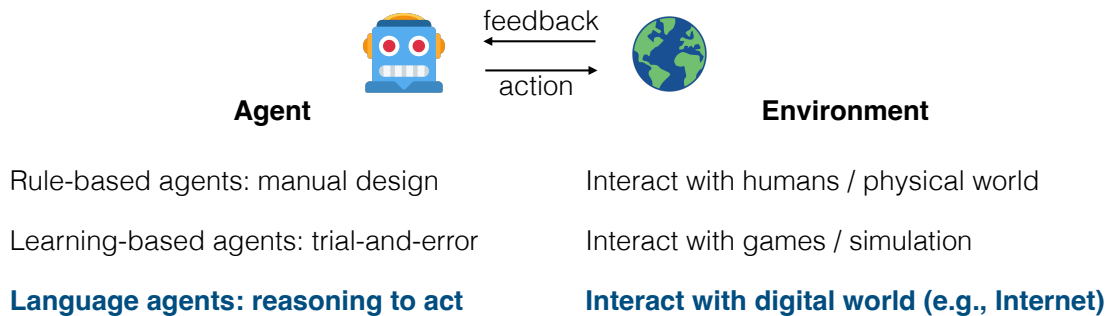 feedback
action
Agent
Environment
Rule-based agents: manual design
Interact with humans / physical world
Learning-based agents: trial-and-error
Interact with games / simulation
Language agents: reasoning to act
Interact with digital world (e.g., Internet)